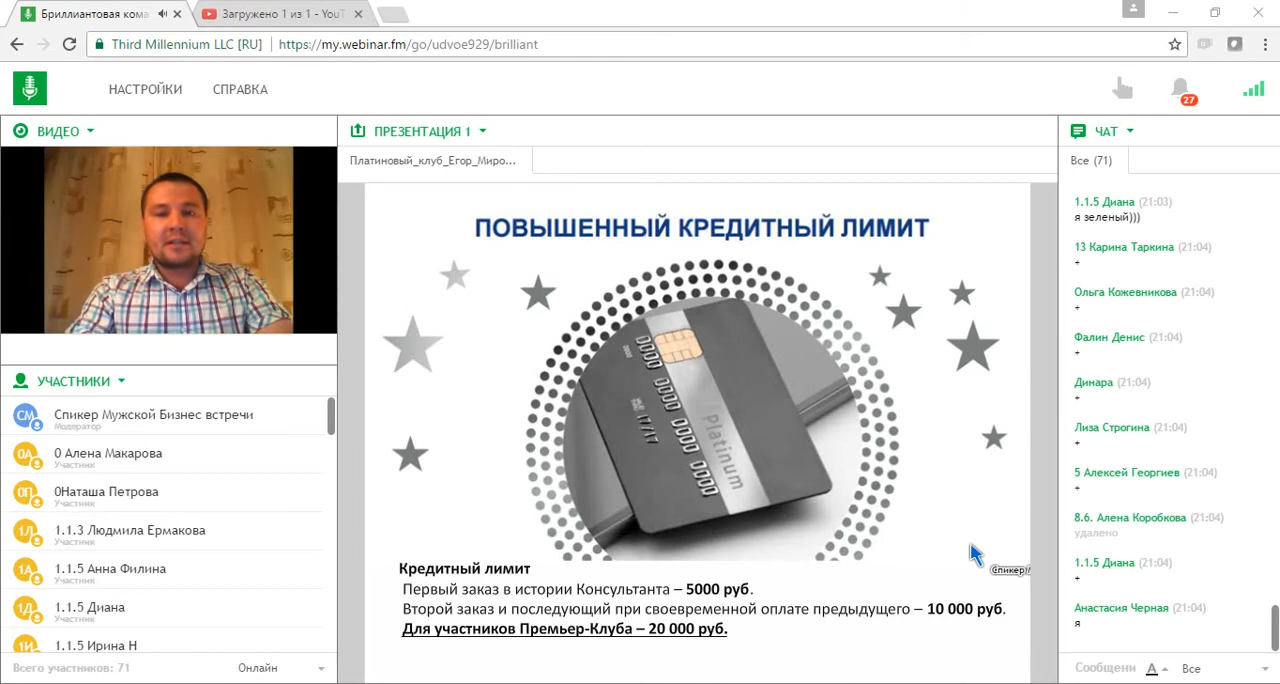 Бриллиантовая кома
Загружено 1 из 1 - YouT
Third Millennium LLC [RU]
https://my.webinar.fm/go/udvoe929/brilliant
НАСТРОЙКИ
СПРАВКА
27
ВИДЕО
ПРЕЗЕНТАЦИЯ 1
ЧАТ
Платиновый_клуб_Егор_Миро...
Все (71)
ПОВЫШЕННЫЙ КРЕДИТНЫЙ ЛИМИТ
0000 0000 0000 0000
0000
17/17
Platinum
Кредитный лимит
Первый заказ в истории Консультанта – 5000 руб.
Второй заказ и последующий при своевременной оплате предыдущего – 10 000 руб.
Для участников Премьер-Клуба – 20 000 руб.
Спикер
УЧАСТНИКИ
СМ
Спикер Мужской Бизнес встречи
Модератор
0А
0 Алена Макарова
Участник
0П
0Наташа Петрова
Участник
1Л
1.1.3 Людмила Ермакова
Участник
1А
1.1.5 Анна Филина
Участник
1Д
1.1.5 Диана
Участник
1И
1.1.5 Ирина Н
Всего участников: 71
Онлайн
1.1.5 Диана (21:03)
я зеленый)))
13 Карина Таркина (21:04)
+
Ольга Кожевникова (21:04)
+
Фалин Денис (21:04)
+
Динара (21:04)
+
Лиза Строгина (21:04)
+
5 Алексей Георгиев (21:04)
+
8.6. Алена Коробкова (21:04)
удалено
1.1.5 Диана (21:04)
+
Анастасия Черная (21:04)
я
Сообщени
А
Все